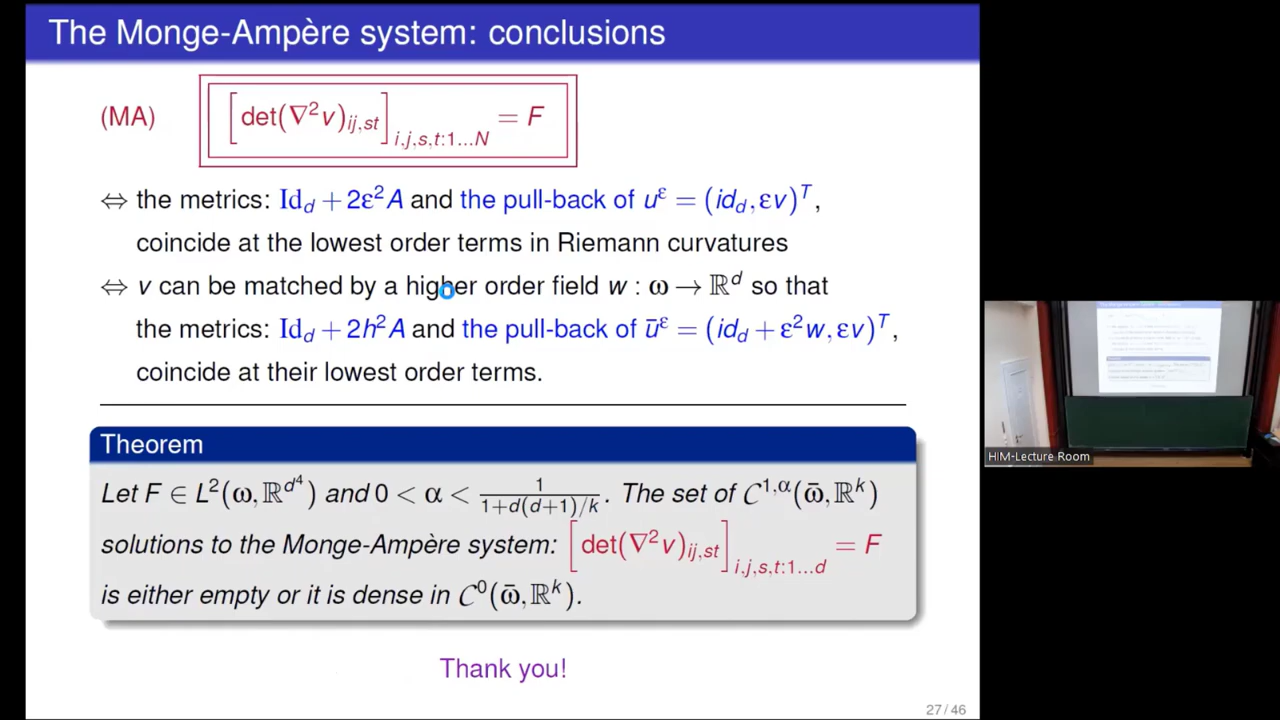 The Monge-Ampère system: conclusions
(MA) [det(∇²v)_{ij,st}]_{i,j,s,t:1...N} = F
⇔ the metrics: Id_d + 2ε²A and the pull-back of u^ε = (id_d, εv)^T,
coincide at the lowest order terms in Riemann curvatures
⇔ v can be matched by a higher order field w : ω → ℝ^d so that
the metrics: Id_d + 2h²A and the pull-back of ū^ε = (id_d + ε²w, εv)^T,
coincide at their lowest order terms.
Theorem
Let F ∈ L²(ω, ℝ^{d⁴}) and 0 < α < 1/(1+d(d+1)/k). The set of C^{1,α}(ω̄, ℝ^k)
solutions to the Monge-Ampère system: [det(∇²v)_{ij,st}]_{i,j,s,t:1...d} = F
is either empty or it is dense in C⁰(ω̄, ℝ^k).
Thank you!
27 / 46
HIM-Lecture Room